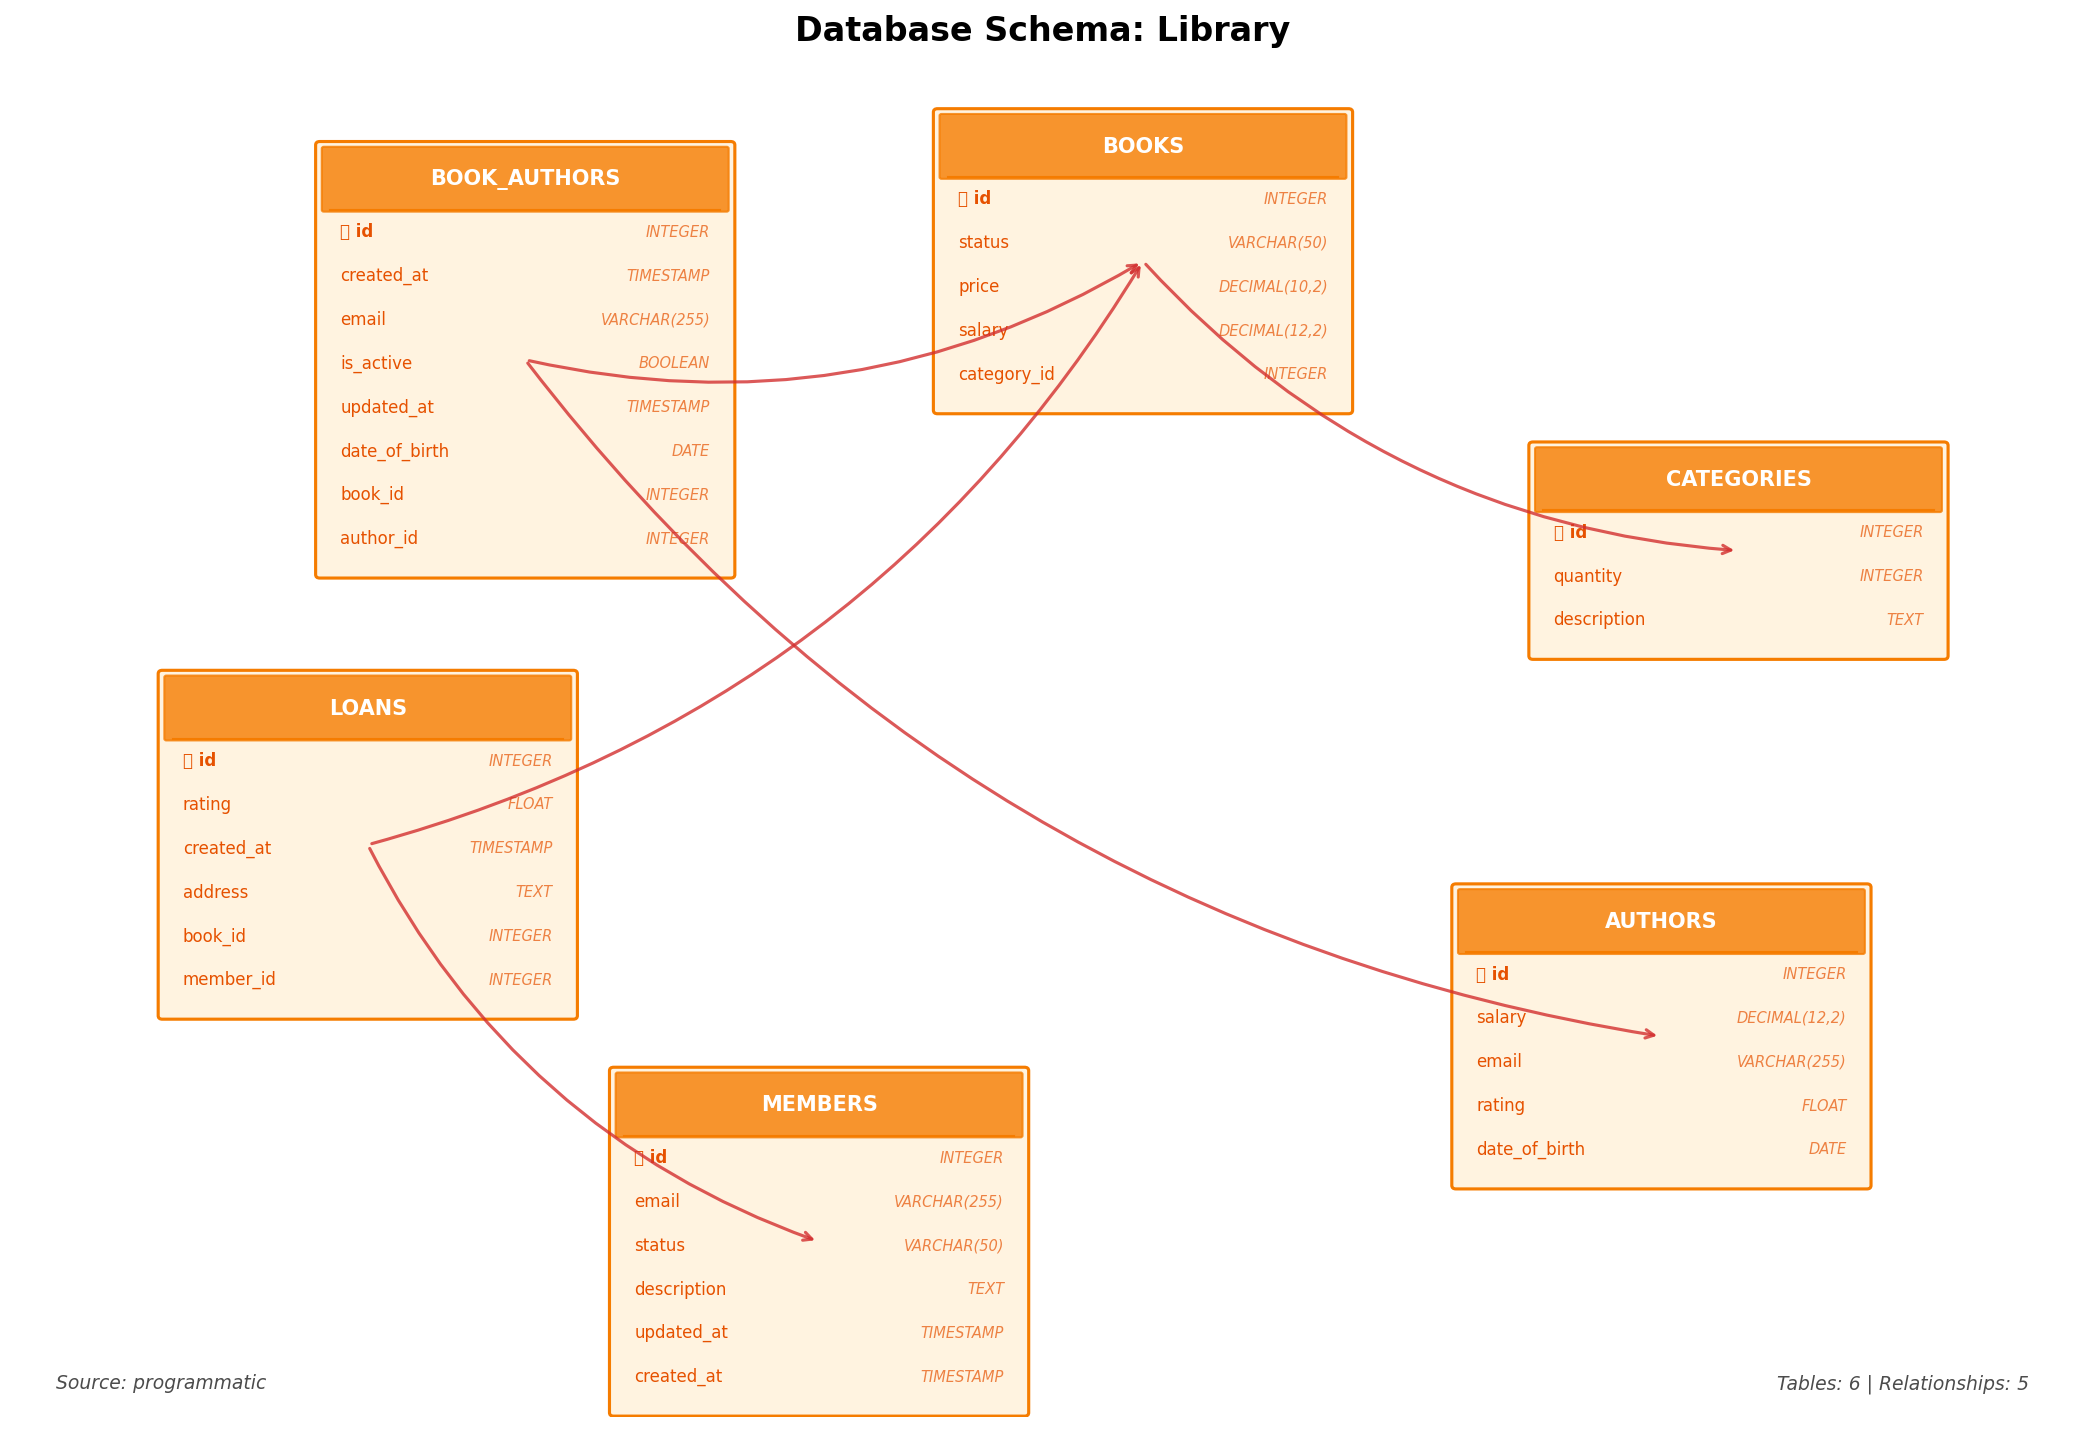 Database Schema: Library
BOOK_AUTHORS
id INTEGER
created_at TIMESTAMP
email VARCHAR(255)
is_active BOOLEAN
updated_at TIMESTAMP
date_of_birth DATE
book_id INTEGER
author_id INTEGER
BOOKS
id INTEGER
status VARCHAR(50)
price DECIMAL(10,2)
salary DECIMAL(12,2)
category_id INTEGER
CATEGORIES
id INTEGER
quantity INTEGER
description TEXT
LOANS
id INTEGER
rating FLOAT
created_at TIMESTAMP
address TEXT
book_id INTEGER
member_id INTEGER
AUTHORS
id INTEGER
salary DECIMAL(12,2)
email VARCHAR(255)
rating FLOAT
date_of_birth DATE
MEMBERS
id INTEGER
email VARCHAR(255)
status VARCHAR(50)
description TEXT
updated_at TIMESTAMP
created_at TIMESTAMP
Source: programmatic
Tables: 6 | Relationships: 5